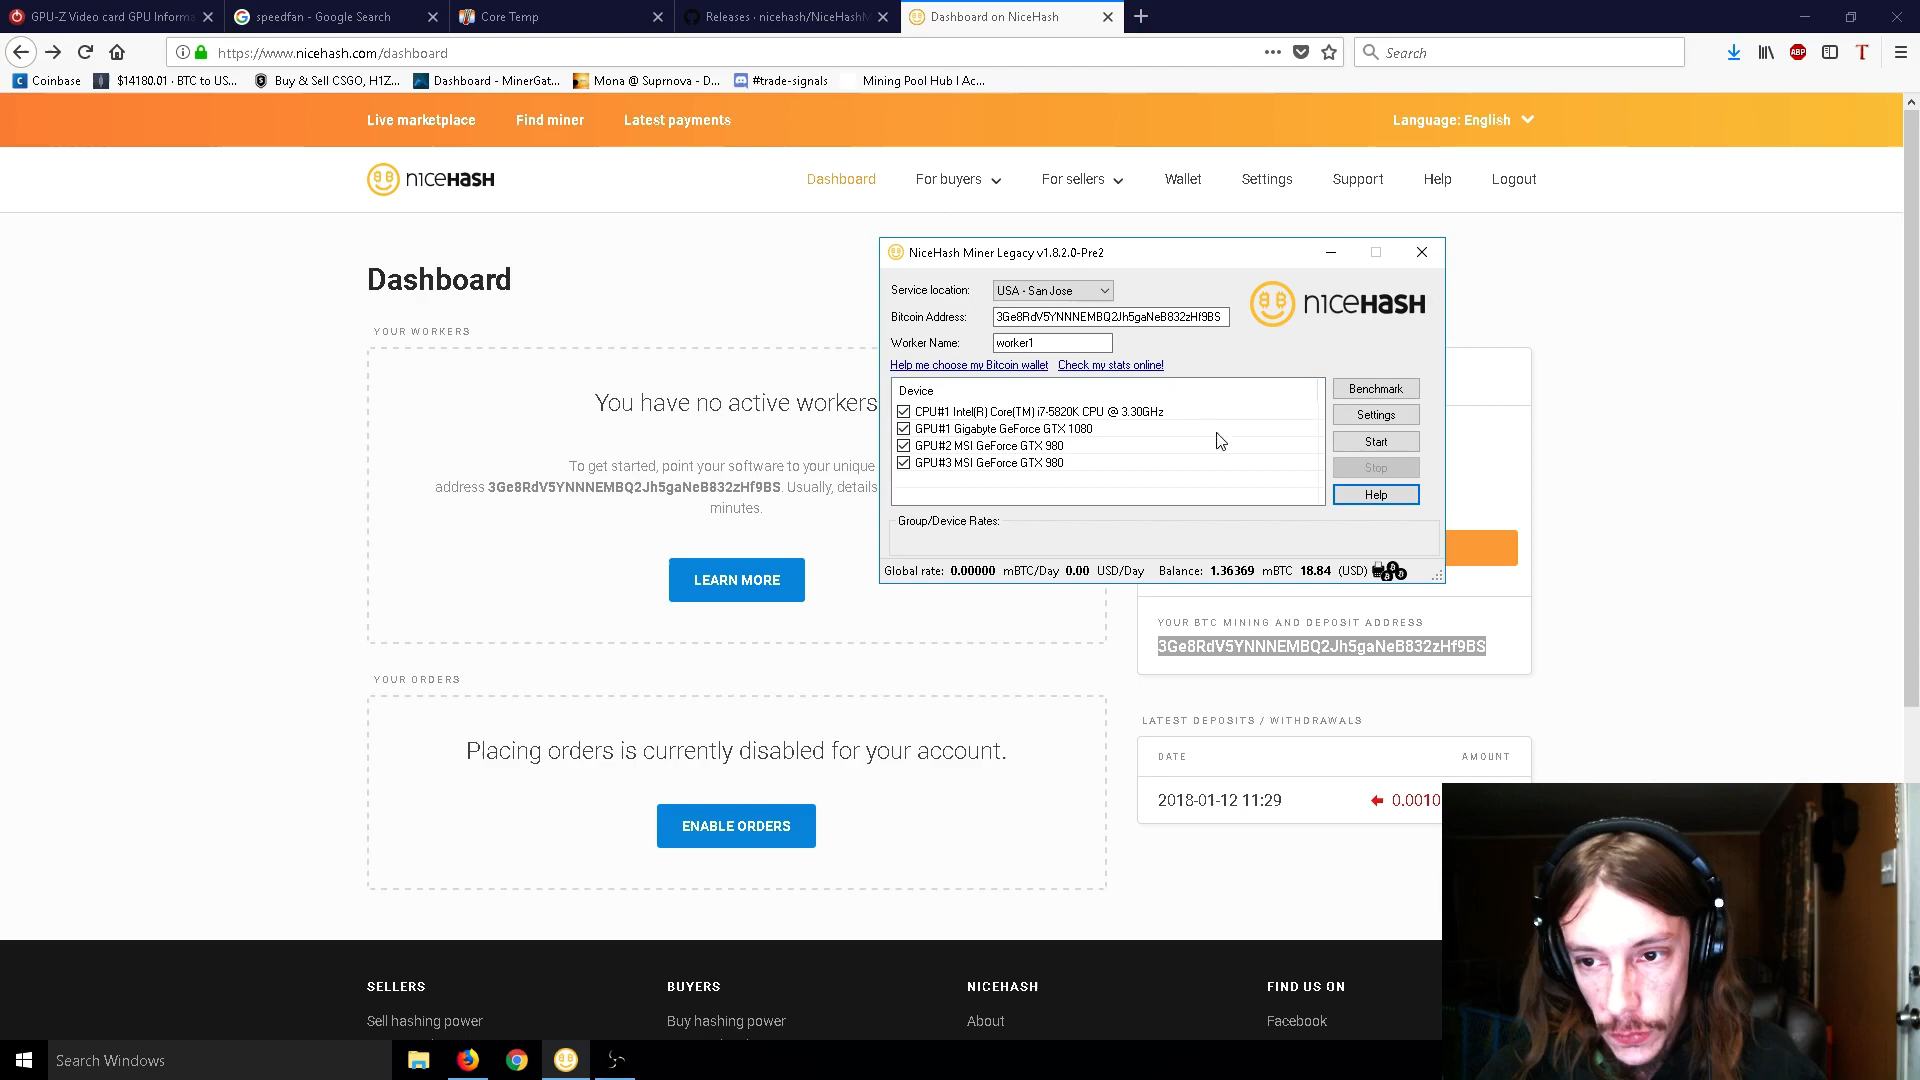 GPU-Z Video card GPU Informa
speedfan - Google Search
Core Temp
Releases · nicehash/NiceHashM
Dashboard on NiceHash
https://www.nicehash.com/dashboard
Search
Coinbase
$14180.01 · BTC to US...
Buy & Sell CSGO, H1Z...
Dashboard - MinerGat...
Mona @ Suprnova - D...
#trade-signals
Mining Pool Hub | Ac...
ABP
Live marketplace
Find miner
Latest payments
Language: English
niceHASH
Dashboard
For buyers
For sellers
Wallet
Settings
Support
Help
Logout
Dashboard
YOUR WORKERS
You have no active workers
To get started, point your software to your unique
address 3Ge8RdV5YNNNEMBQ2Jh5gaNeB832zHf9BS. Usually, details
minutes.
LEARN MORE
NiceHash Miner Legacy v1.8.2.0-Pre2
Service location:
USA - San Jose
Bitcoin Address:
3Ge8RdV5YNNNEMBQ2Jh5gaNeB832zHf9BS
Worker Name:
worker1
niceHASH
Help me choose my Bitcoin wallet
Check my stats online!
Device
CPU#1 Intel(R) Core(TM) i7-5820K CPU @ 3.30GHz
GPU#1 Gigabyte GeForce GTX 1080
GPU#2 MSI GeForce GTX 980
GPU#3 MSI GeForce GTX 980
Benchmark
Settings
Start
Stop
Help
Group/Device Rates:
Global rate: 0.00000 mBTC/Day 0.00 USD/Day Balance: 1.36369 mBTC 18.84 (USD)
YOUR BTC MINING AND DEPOSIT ADDRESS
3Ge8RdV5YNNNEMBQ2Jh5gaNeB832zHf9BS
YOUR ORDERS
Placing orders is currently disabled for your account.
ENABLE ORDERS
LATEST DEPOSITS / WITHDRAWALS
DATE
AMOUNT
2018-01-12 11:29
0.0010
SELLERS
BUYERS
NICEHASH
FIND US ON
Sell hashing power
Buy hashing power
About
Facebook
Search Windows